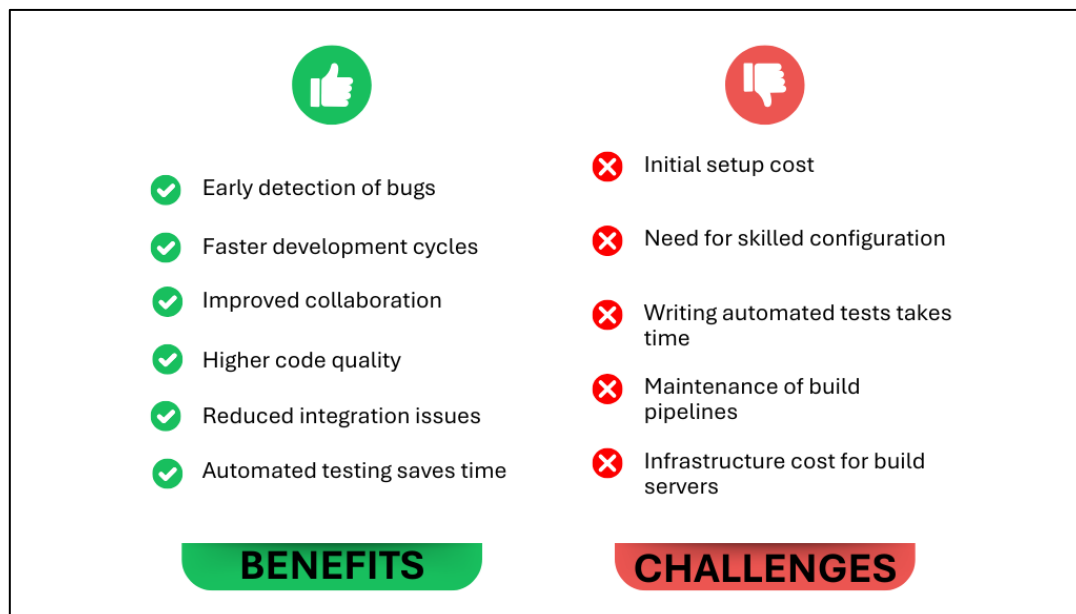 Early detection of bugs
Faster development cycles
Improved collaboration
Higher code quality
Reduced integration issues
Automated testing saves time
BENEFITS
Initial setup cost
Need for skilled configuration
Writing automated tests takes
time
Maintenance of build
pipelines
Infrastructure cost for build
servers
CHALLENGES